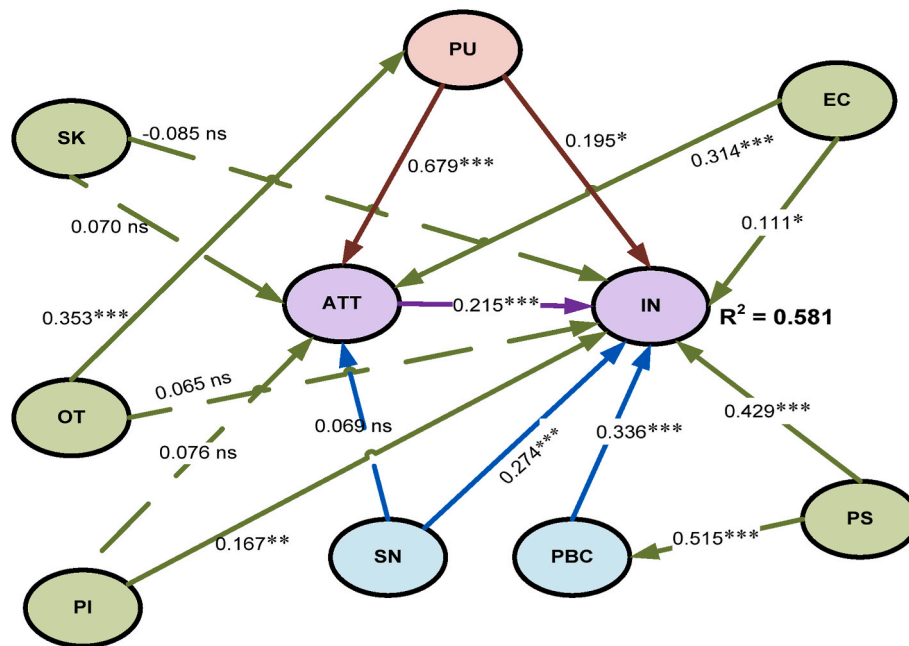 PU
EC
SK
-0.085 ns
0.195*
0.314***
0.679***
0.070 ns
0.111*
ATT
0.215***
IN
R² = 0.581
0.353***
0.065 ns
OT
0.069 ns
0.429***
0.076 ns
0.336***
0.274***
PS
0.515***
0.167**
SN
PBC
PI